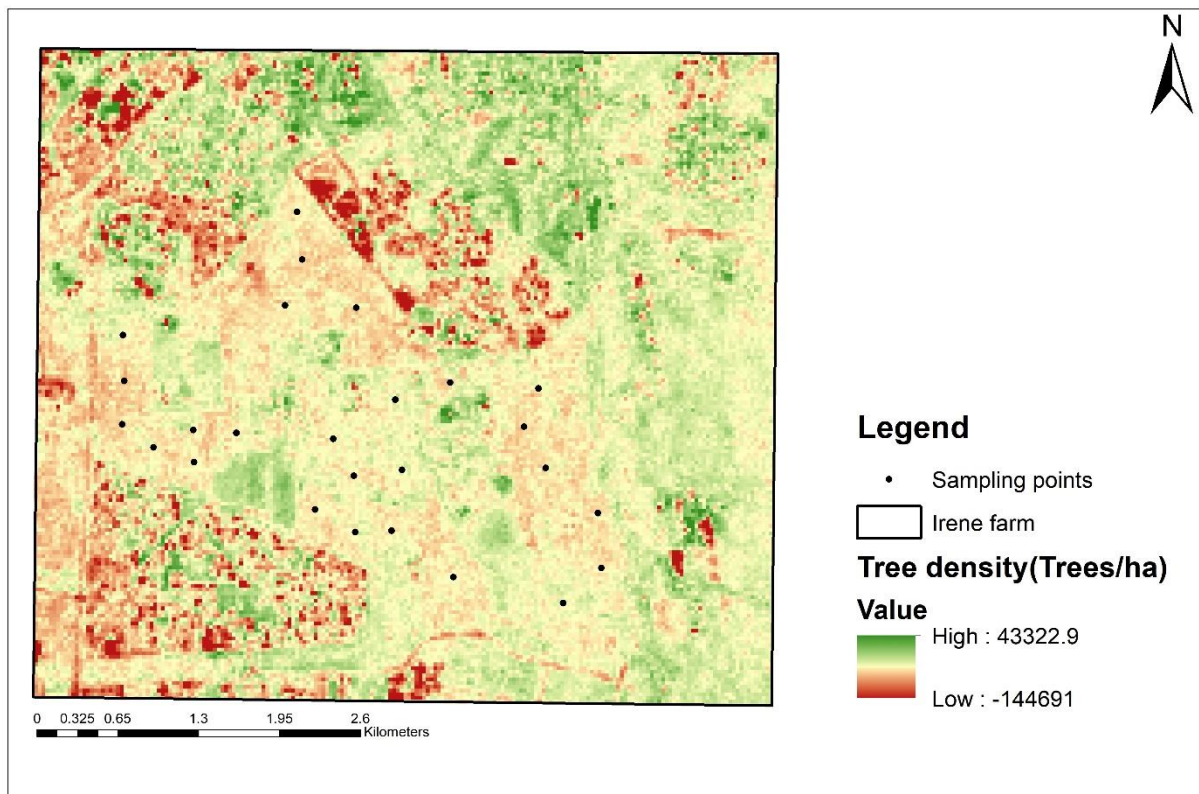 N
Legend
Sampling points
Irene farm
Tree density(Trees/ha)
Value
High : 43322.9
Low : -144691
0 0.325 0.65 1.3 1.95 2.6
Kilometers